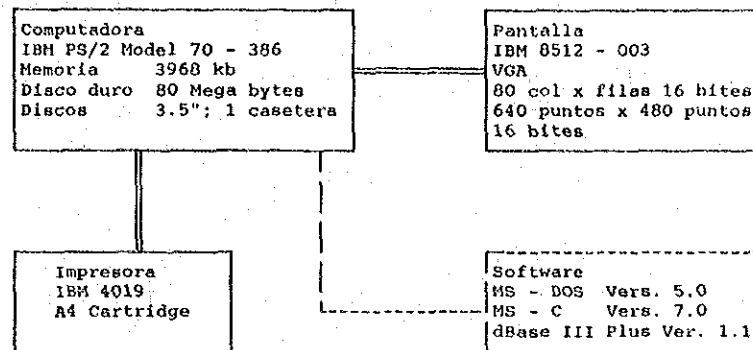 Computadora
IBM PS/2 Model 70 - 386
Memoria 3968 kb
Disco duro 80 Mega bytes
Discos 3.5"; 1 casetera
Pantalla
IBM 8512 - 003
VGA
80 col x filas 16 bites
640 puntos x 480 puntos
16 bites
Impresora
IBM 4019
A4 Cartridge
Software
MS - DOS Vers. 5.0
MS - C Vers. 7.0
dBase III Plus Ver. 1.1